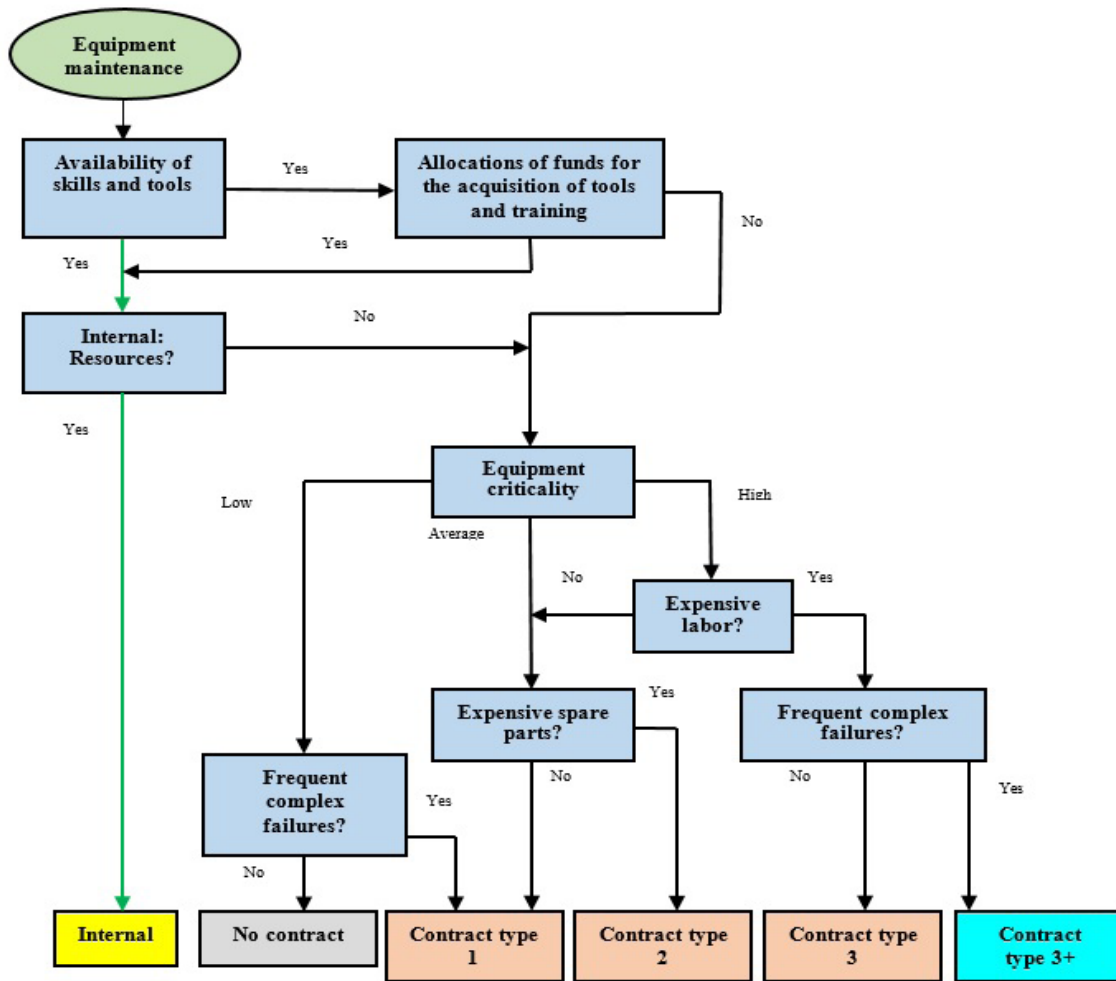 Equipment
maintenance
Availability of
skills and tools
Yes
Allocations of funds for
the acquisition of tools
and training
No
Yes
Yes
Internal:
Resources?
No
Yes
Equipment
criticality
Low
Average
High
No
Yes
Expensive
labor?
Expensive spare
parts?
Yes
Frequent complex
failures?
Frequent
complex
failures?
Yes
No
No
Yes
No
Internal
No contract
Contract type
1
Contract type
2
Contract type
3
Contract
type 3+